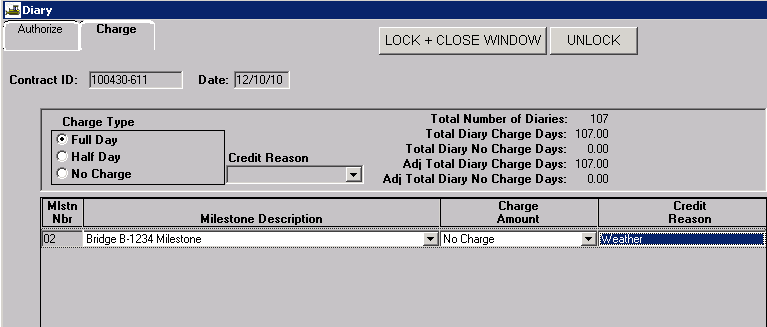 Diary
Authorize Charge
LOCK + CLOSE WINDOW UNLOCK
Contract ID: 100430-611 Date: 12/10/10
Charge Type
Full Day
Half Day
No Charge
Credit Reason
Total Number of Diaries: 107
Total Diary Charge Days: 107.00
Total Diary No Charge Days: 0.00
Adj Total Diary Charge Days: 107.00
Adj Total Diary No Charge Days: 0.00
Mlstn Nbr Milestone Description Charge Amount Credit Reason
02 Bridge B-1234 Milestone No Charge Weather